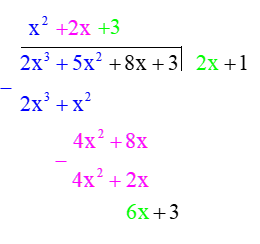 x² +2x +3
2x³ +5x² +8x +3 2x +1
−
2x³ +x²
4x² +8x
−
4x² +2x
6x +3